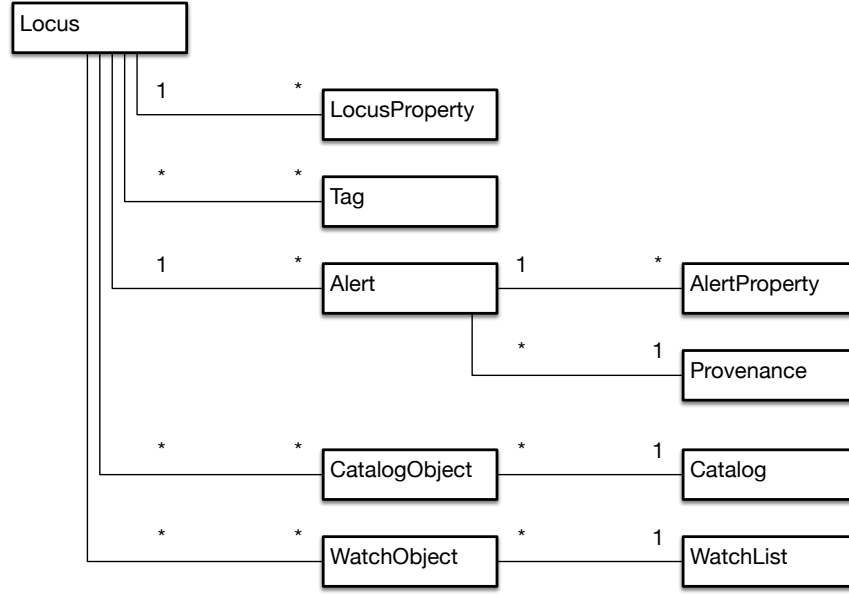 Locus
1 *
LocusProperty
* *
Tag
1 * 1 *
Alert AlertProperty
* 1
Provenance
* * * 1
CatalogObject Catalog
* * * 1
WatchObject WatchList